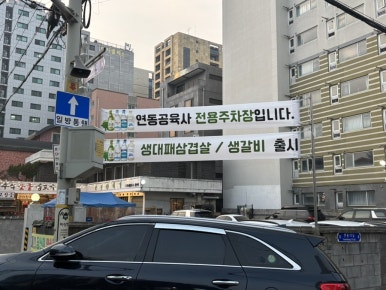 연동공육사 전용주차장입니다.
일방통행
생대패삼겹살 / 생갈비 출시